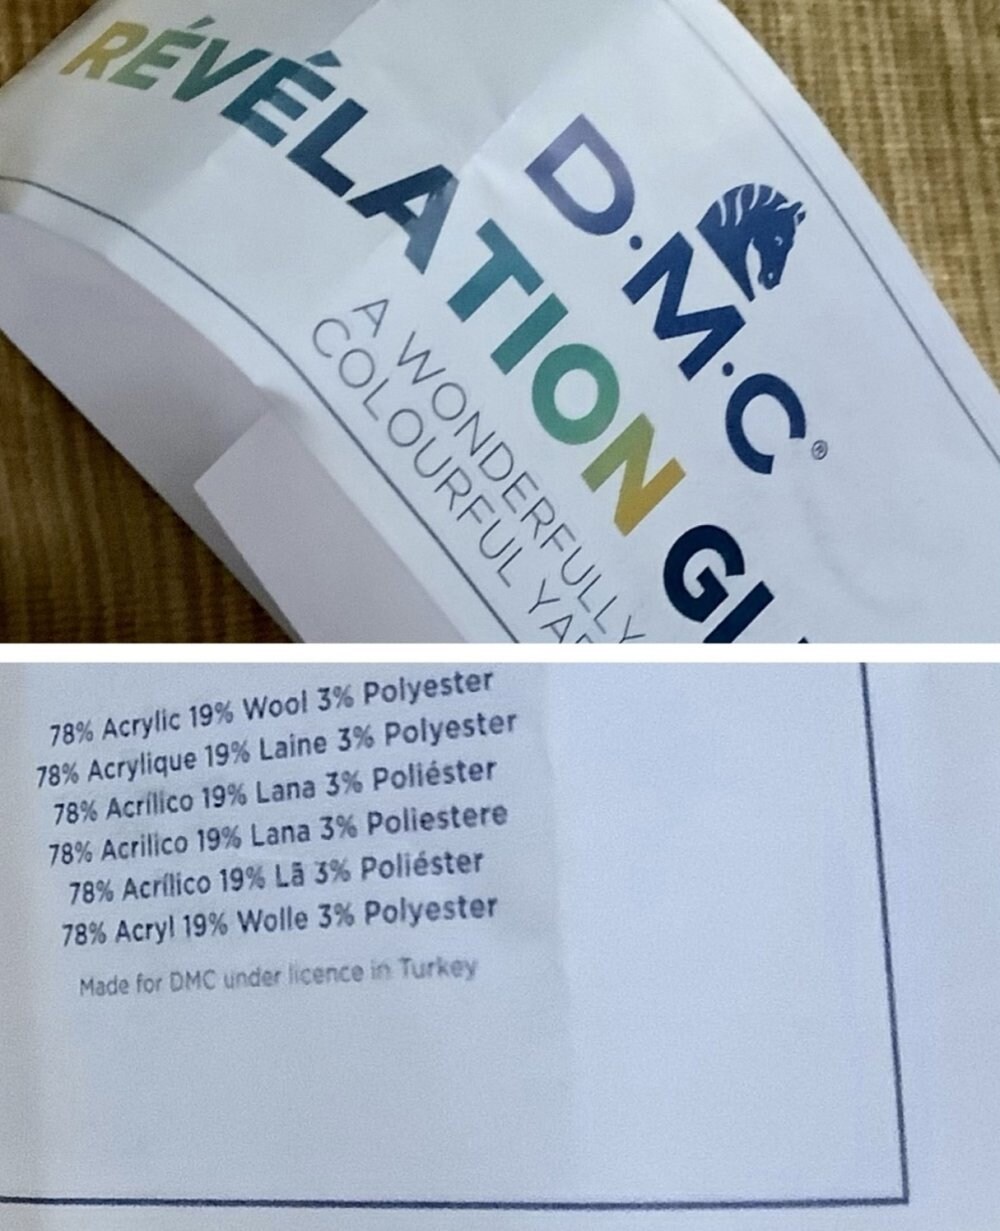 D.M.C®
RÉVÉLATION
A WONDERFULLY
COLOURFUL
78% Acrylic 19% Wool 3% Polyester
78% Acrylique 19% Laine 3% Polyester
78% Acrílico 19% Lana 3% Poliéster
78% Acrilico 19% Lana 3% Poliestere
78% Acrílico 19% Lã 3% Poliéster
78% Acryl 19% Wolle 3% Polyester
Made for DMC under licence in Turkey